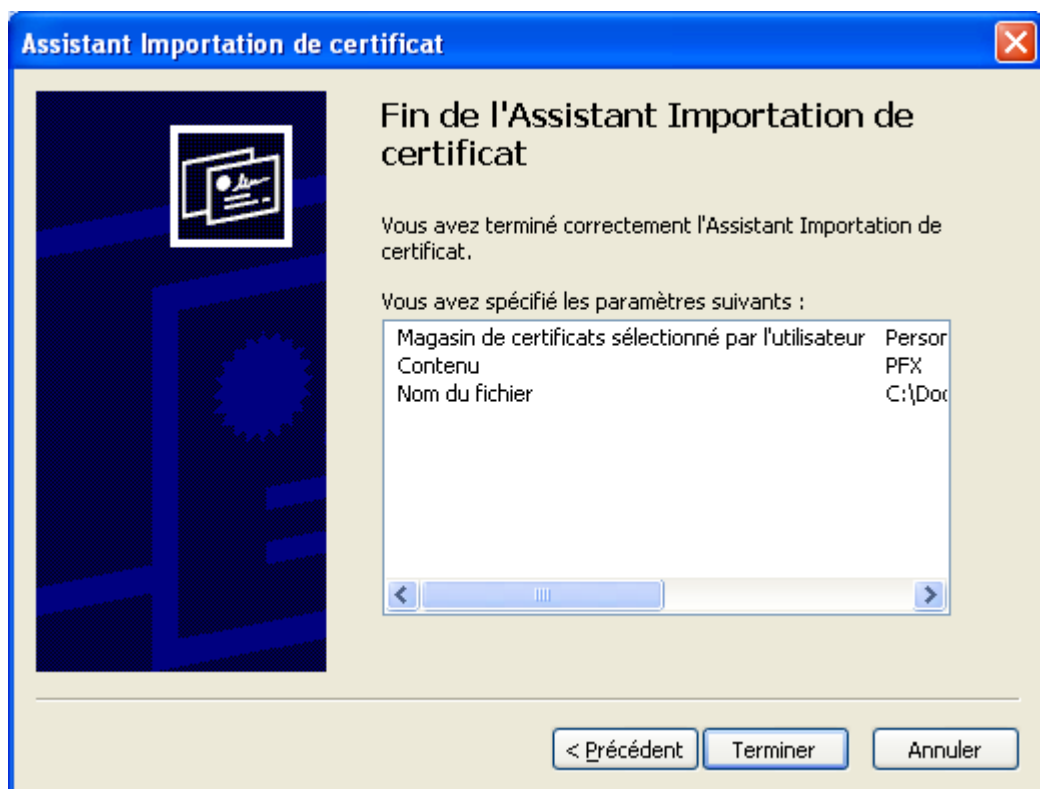 Assistant Importation de certificat
Fin de l'Assistant Importation de
certificat
Vous avez terminé correctement l'Assistant Importation de
certificat.
Vous avez spécifié les paramètres suivants :
Magasin de certificats sélectionné par l'utilisateur Person
Contenu PFX
Nom du fichier C:\Doc
< Précédent Terminer Annuler